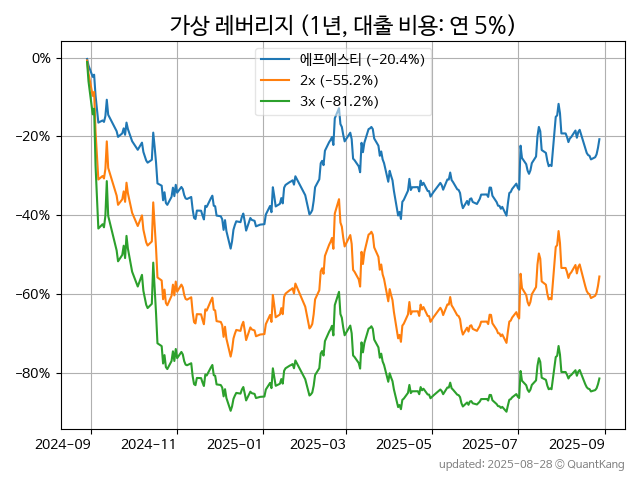 가상 레버리지 (1년, 대출 비용: 연 5%)
에프에스티 (−20.4%)
2x (−55.2%)
3x (−81.2%)
0%
−20%
−40%
−60%
−80%
2024-09 2024-11 2025-01 2025-03 2025-05 2025-07 2025-09
updated: 2025-08-28 © QuantKang